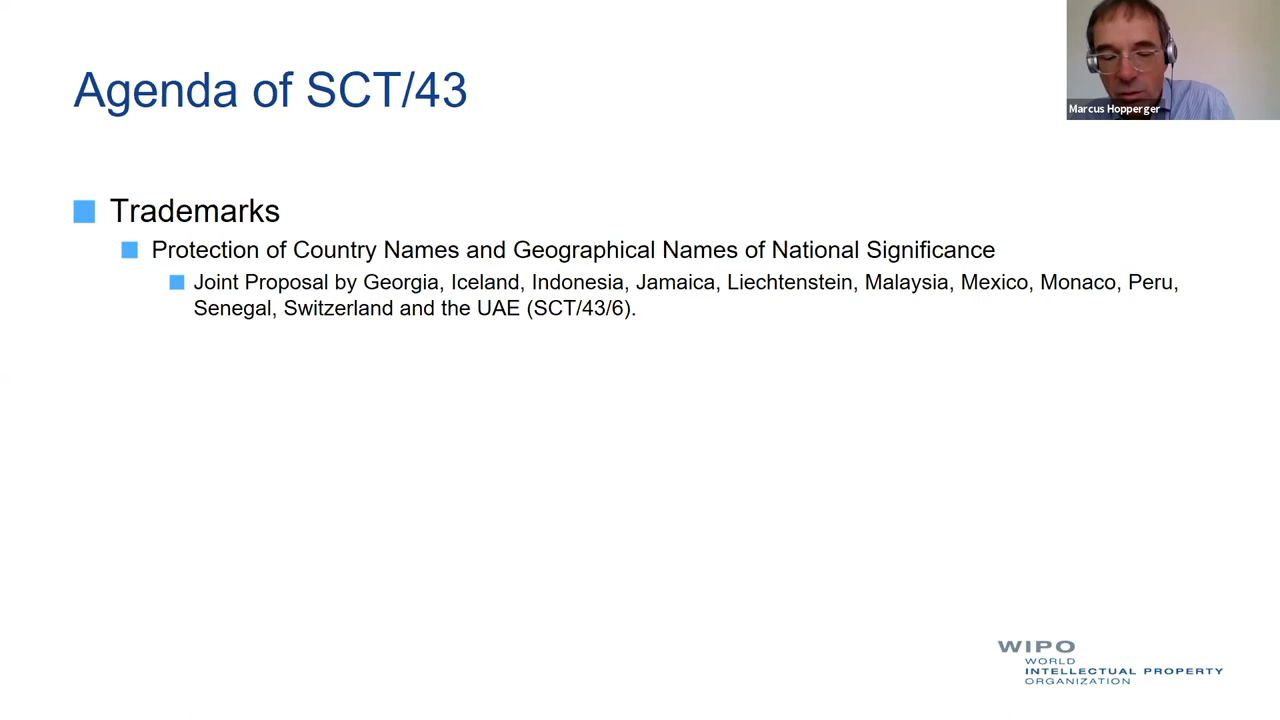 Agenda of SCT/43
Marcus Hopperger
Trademarks
Protection of Country Names and Geographical Names of National Significance
Joint Proposal by Georgia, Iceland, Indonesia, Jamaica, Liechtenstein, Malaysia, Mexico, Monaco, Peru,
Senegal, Switzerland and the UAE (SCT/43/6).
WIPO
WORLD
INTELLECTUAL PROPERTY
ORGANIZATION